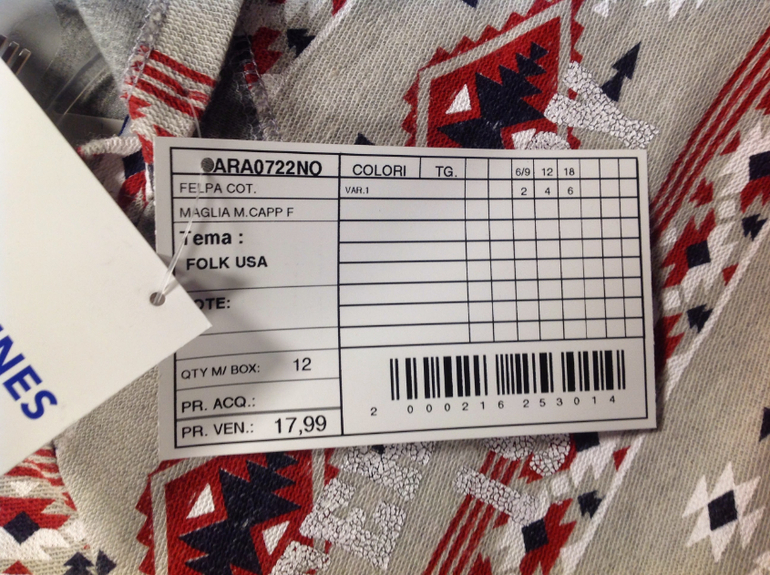 ARA0722NO
COLORI TG. 6/9 12 18
FELPA COT. VAR.1 2 4 6
MAGLIA M.CAPP F
Tema :
FOLK USA
OTE:
QTY M/ BOX: 12
PR. ACQ.:
PR. VEN.: 17,99
2 000216 253014
NES